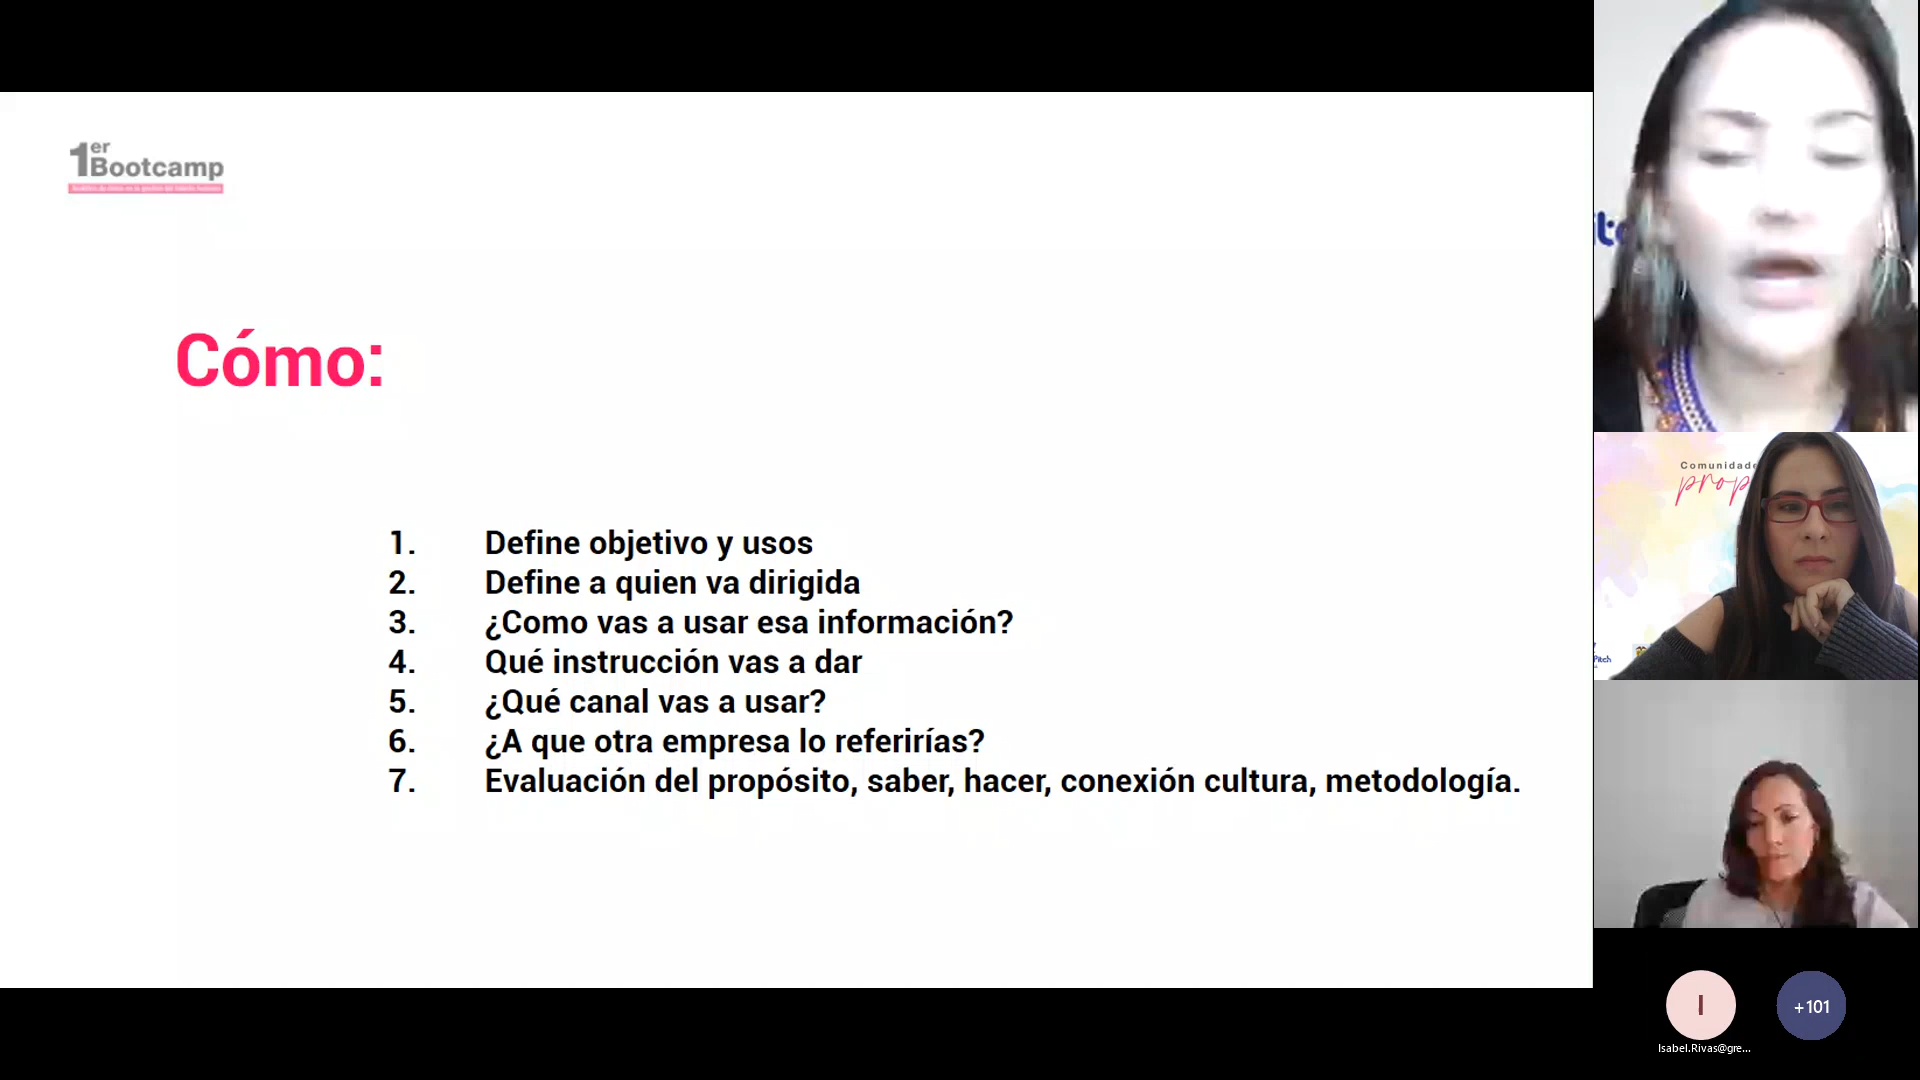 1er
Bootcamp
Cómo:
1. Define objetivo y usos
2. Define a quien va dirigida
3. ¿Como vas a usar esa información?
4. Qué instrucción vas a dar
5. ¿Qué canal vas a usar?
6. ¿A que otra empresa lo referirías?
7. Evaluación del propósito, saber, hacer, conexión cultura, metodología.
Comunidad
prop
Pitch
I
+101
Isabel.Rivas@gre...